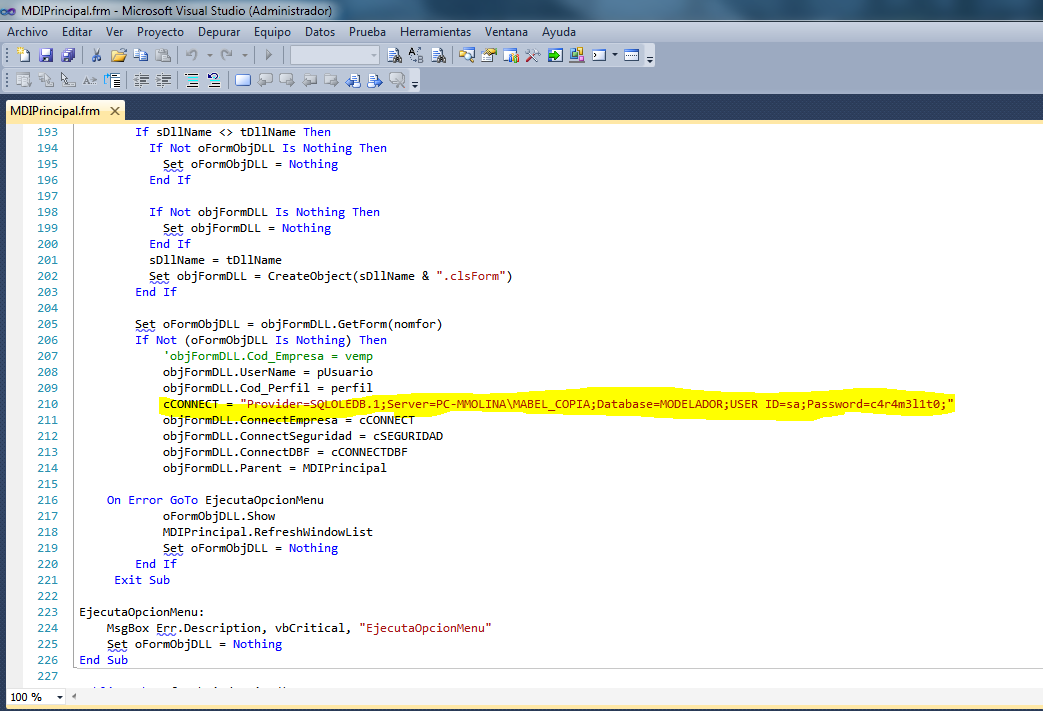 MDIPrincipal.frm - Microsoft Visual Studio (Administrador)
Archivo Editar Ver Proyecto Depurar Equipo Datos Prueba Herramientas Ventana Ayuda
MDIPrincipal.frm
193 If sDllName <> tDllName Then
194 If Not oFormObjDLL Is Nothing Then
195 Set oFormObjDLL = Nothing
196 End If
197
198 If Not objFormDLL Is Nothing Then
199 Set objFormDLL = Nothing
200 End If
201 sDllName = tDllName
202 Set objFormDLL = CreateObject(sDllName & ".clsForm")
203 End If
204
205 Set oFormObjDLL = objFormDLL.GetForm(nomfor)
206 If Not (oFormObjDLL Is Nothing) Then
207 'objFormDLL.Cod_Empresa = vemp
208 objFormDLL.UserName = pUsuario
209 objFormDLL.Cod_Perfil = perfil
210 cCONNECT = "Provider=SQLOLEDB.1;Server=PC-MMOLINA\MABEL_COPIA;Database=MODELADOR;USER ID=sa;Password=c4r4m3l1t0;"
211 objFormDLL.ConnectEmpresa = cCONNECT
212 objFormDLL.ConnectSeguridad = cSEGURIDAD
213 objFormDLL.ConnectDBF = cCONNECTDBF
214 objFormDLL.Parent = MDIPrincipal
215
216 On Error GoTo EjecutaOpcionMenu
217 oFormObjDLL.Show
218 MDIPrincipal.RefreshWindowList
219 Set oFormObjDLL = Nothing
220 End If
221 Exit Sub
222
223 EjecutaOpcionMenu:
224 MsgBox Err.Description, vbCritical, "EjecutaOpcionMenu"
225 Set oFormObjDLL = Nothing
226 End Sub
227
100 %